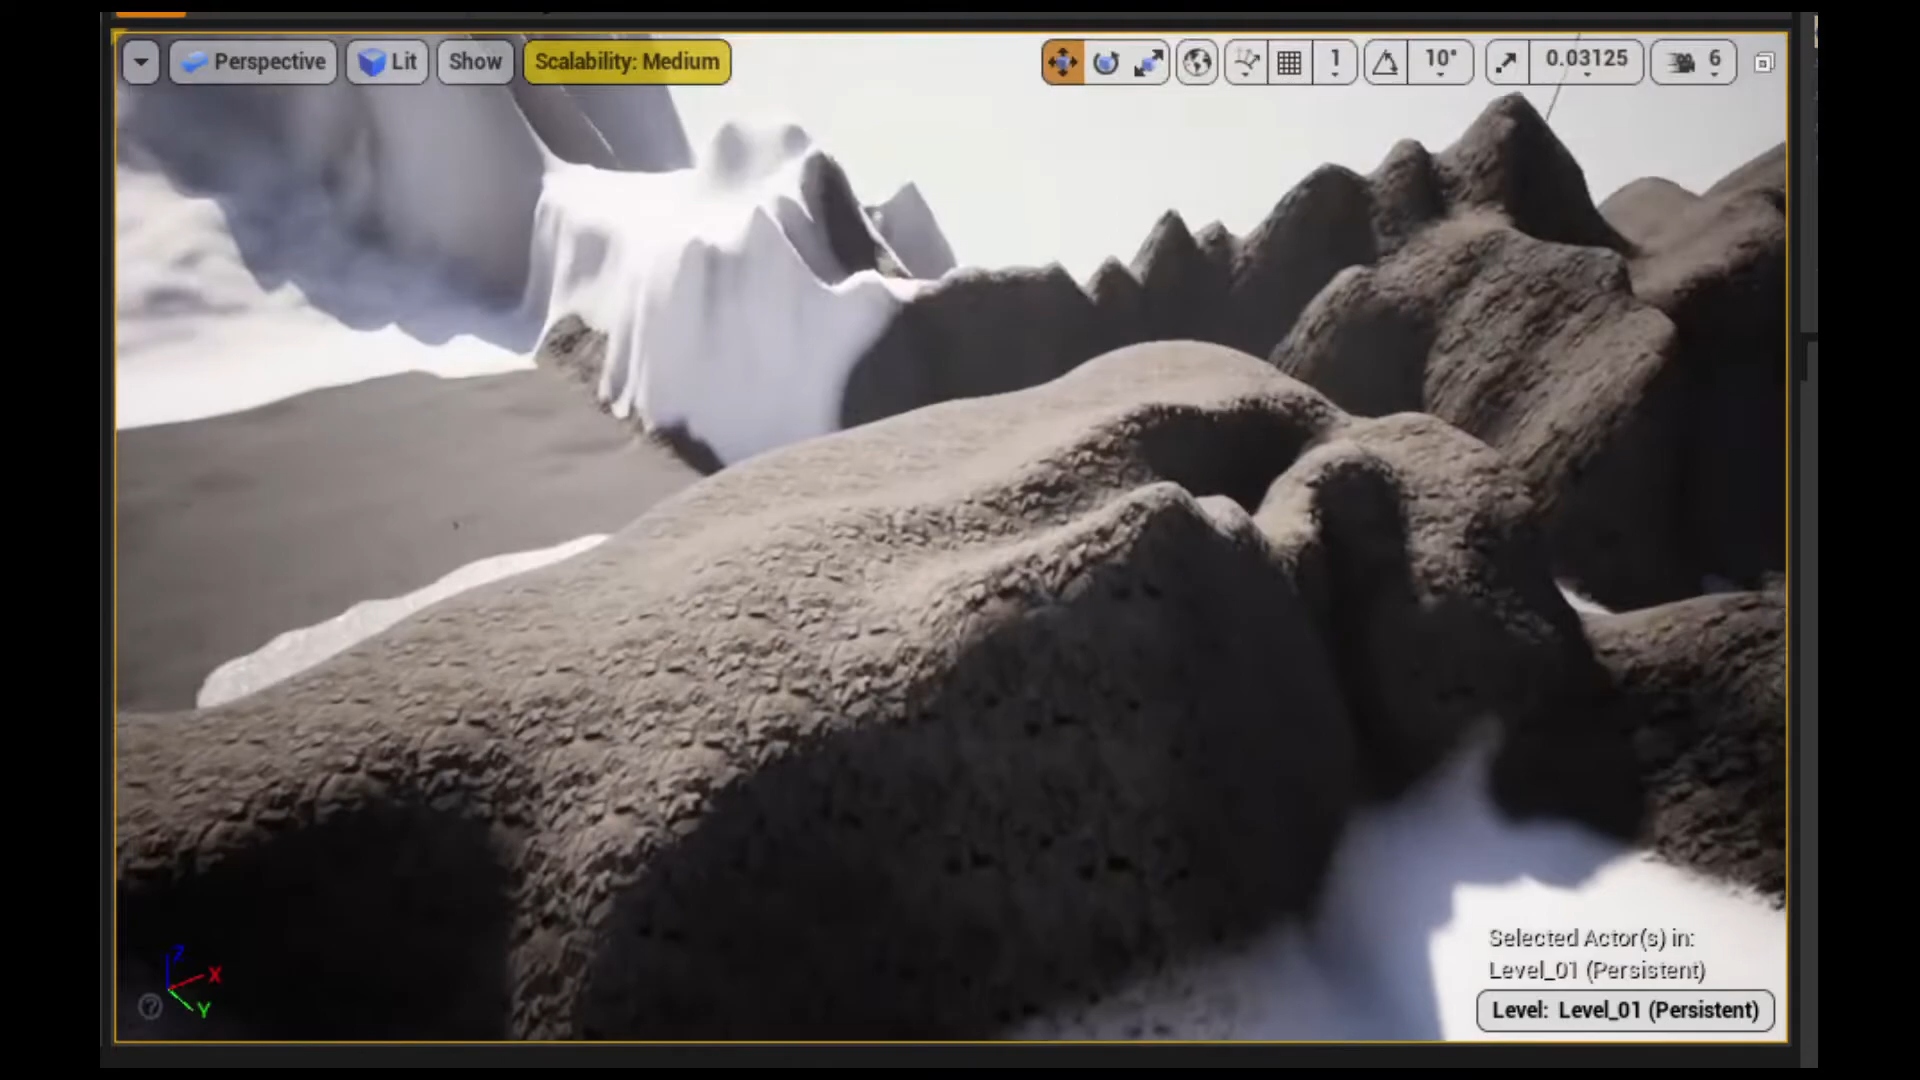 Perspective
Lit
Show
Scalability: Medium
1
10°
0.03125
6
Z
X
Y
Selected Actor(s) in:
Level_01 (Persistent)
Level: Level_01 (Persistent)